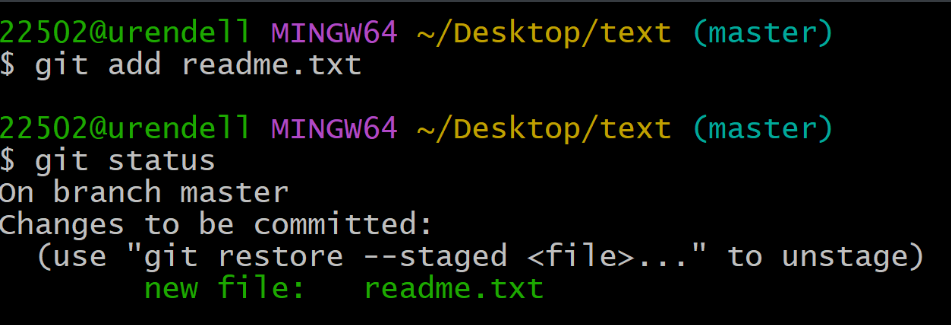 22502@urendell MINGW64 ~/Desktop/text (master)
$ git add readme.txt
22502@urendell MINGW64 ~/Desktop/text (master)
$ git status
On branch master
Changes to be committed:
  (use "git restore --staged <file>..." to unstage)
        new file:   readme.txt